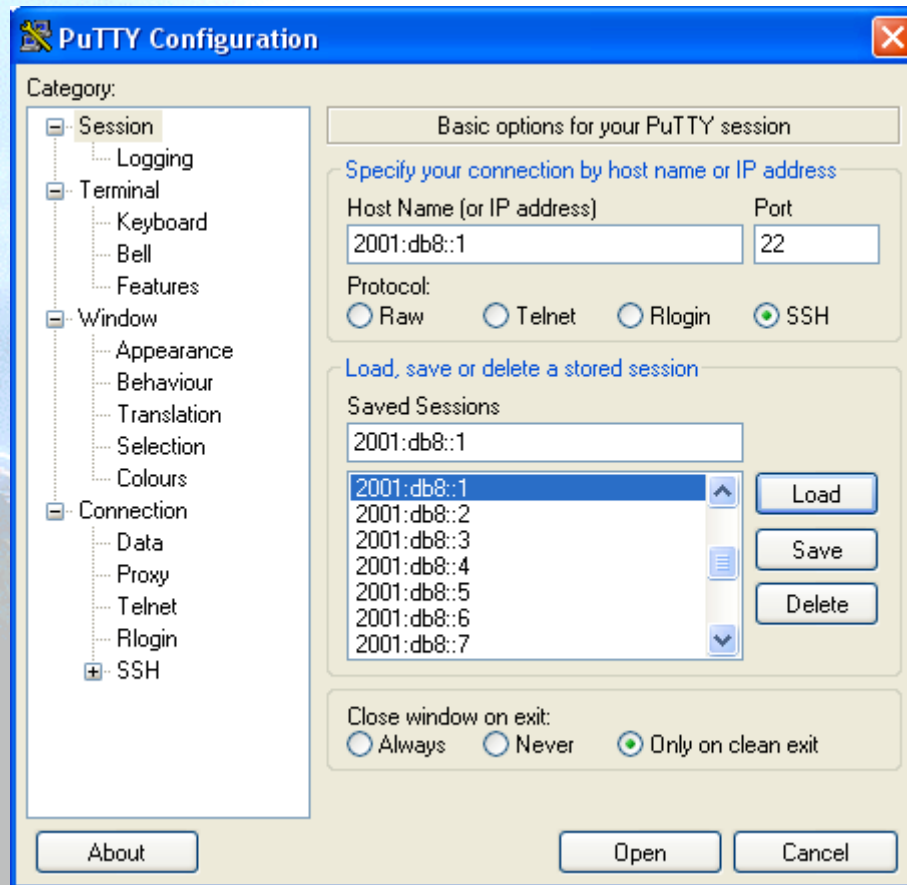 PuTTY Configuration
Category:
Session
Logging
Terminal
Keyboard
Bell
Features
Window
Appearance
Behaviour
Translation
Selection
Colours
Connection
Data
Proxy
Telnet
Rlogin
SSH
Basic options for your PuTTY session
Specify your connection by host name or IP address
Host Name (or IP address) Port
2001:db8::1 22
Protocol:
Raw Telnet Rlogin SSH
Load, save or delete a stored session
Saved Sessions
2001:db8::1
2001:db8::1
2001:db8::2
2001:db8::3
2001:db8::4
2001:db8::5
2001:db8::6
2001:db8::7
Load
Save
Delete
Close window on exit:
Always Never Only on clean exit
About Open Cancel